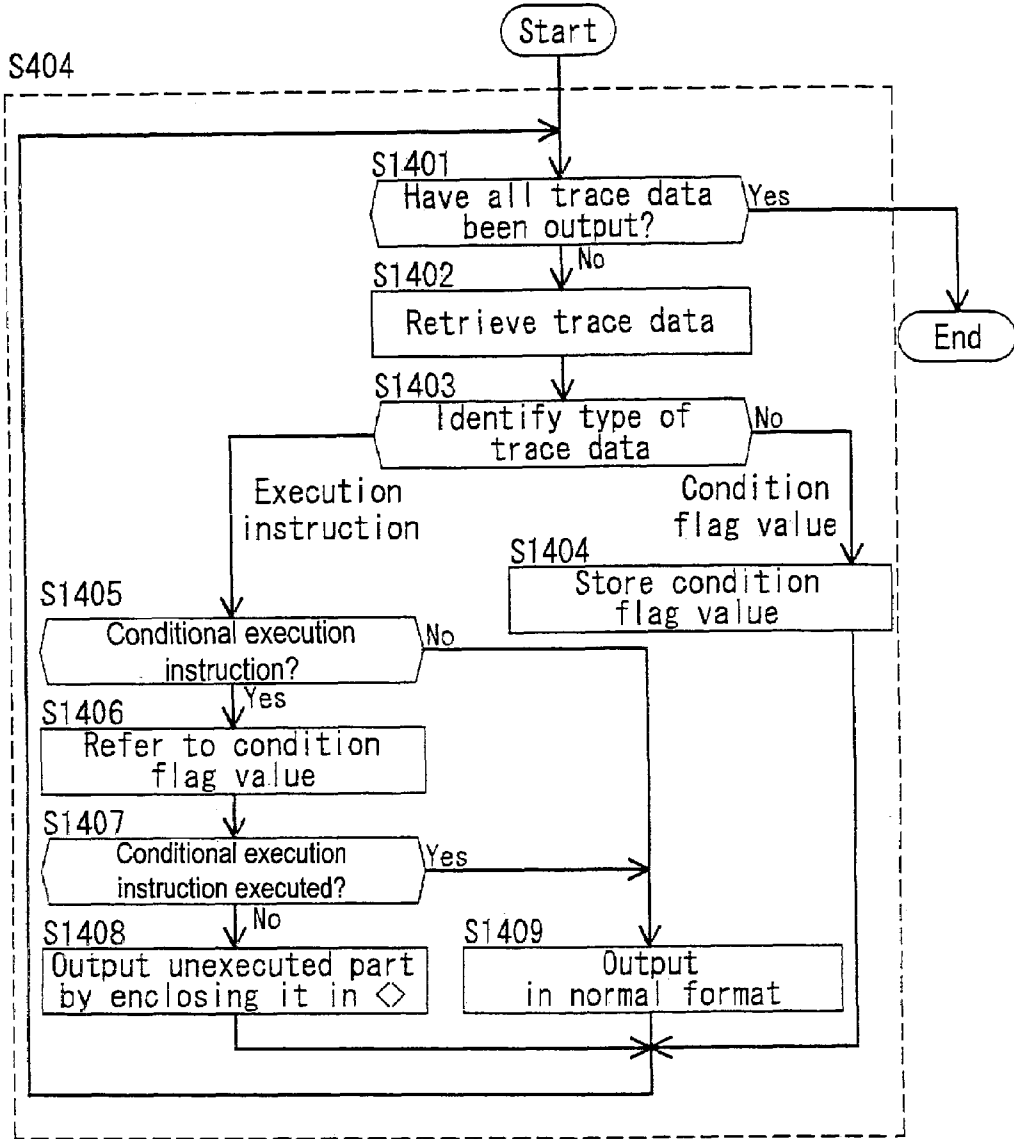 Start
S404
S1401
Have all trace data
been output?
Yes
No
S1402
Retrieve trace data
End
S1403
Identify type of
trace data
No
Execution
instruction
Condition
flag value
S1404
Store condition
flag value
S1405
Conditional execution
instruction?
No
Yes
S1406
Refer to condition
flag value
S1407
Conditional execution
instruction executed?
Yes
No
S1408
Output unexecuted part
by enclosing it in <>
S1409
Output
in normal format